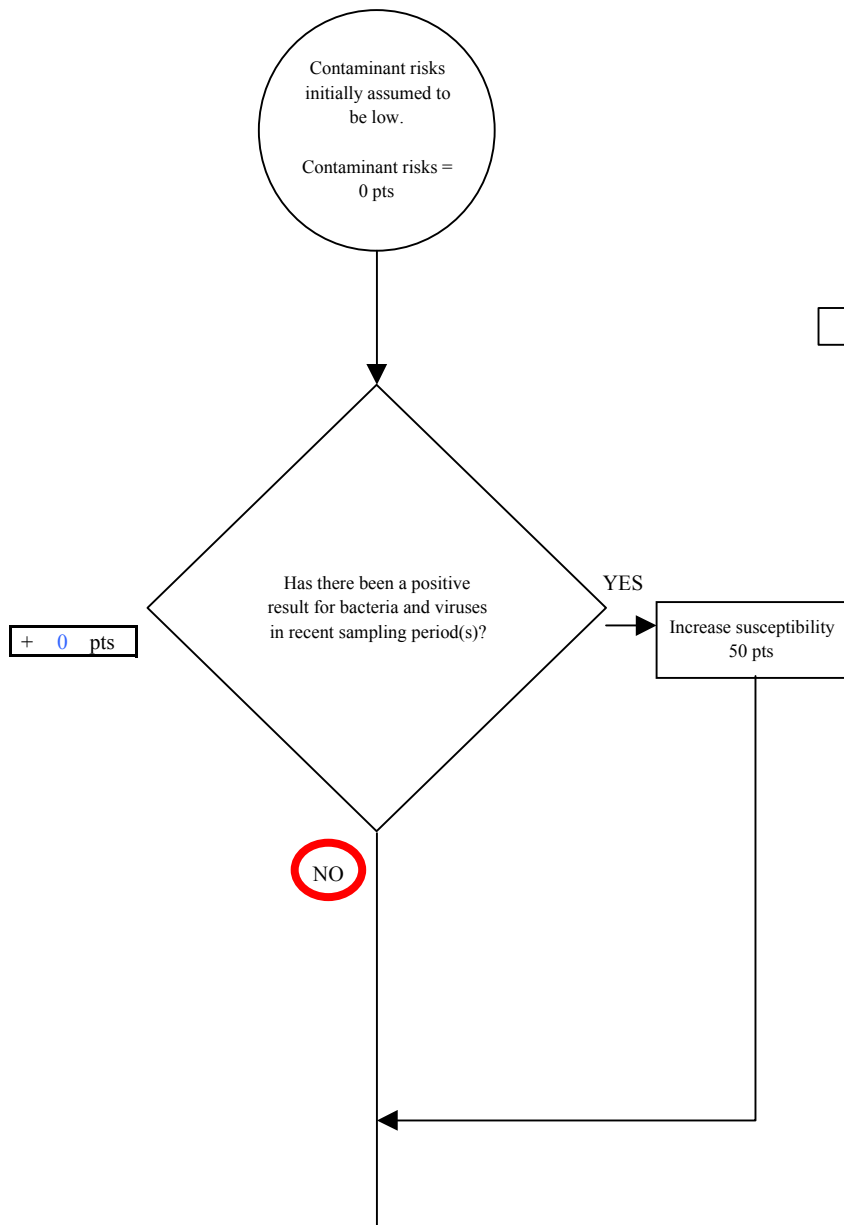 Contaminant risks
initially assumed to
be low.
Contaminant risks =
0 pts
Has there been a positive
result for bacteria and viruses
in recent sampling period(s)?
YES
+ 0 pts
Increase susceptibility
50 pts
NO